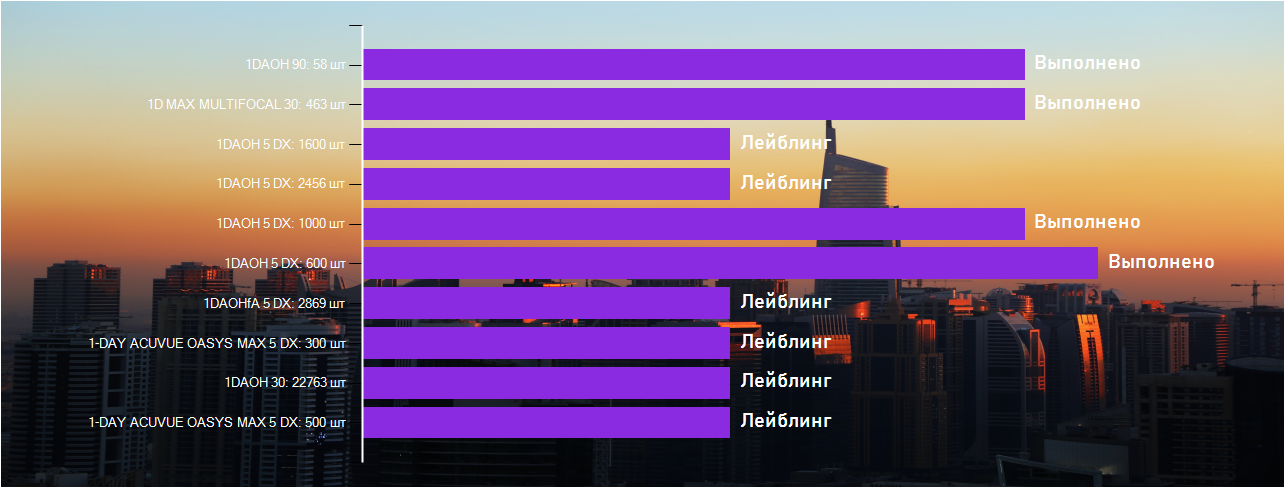 1DAOH 90: 58 шт Выполнено
1D MAX MULTIFOCAL 30: 463 шт Выполнено
1DAOH 5 DX: 1600 шт Лейблинг
1DAOH 5 DX: 2456 шт Лейблинг
1DAOH 5 DX: 1000 шт Выполнено
1DAOH 5 DX: 600 шт Выполнено
1DAOHfA 5 DX: 2869 шт Лейблинг
1-DAY ACUVUE OASYS MAX 5 DX: 300 шт Лейблинг
1DAOH 30: 22763 шт Лейблинг
1-DAY ACUVUE OASYS MAX 5 DX: 500 шт Лейблинг